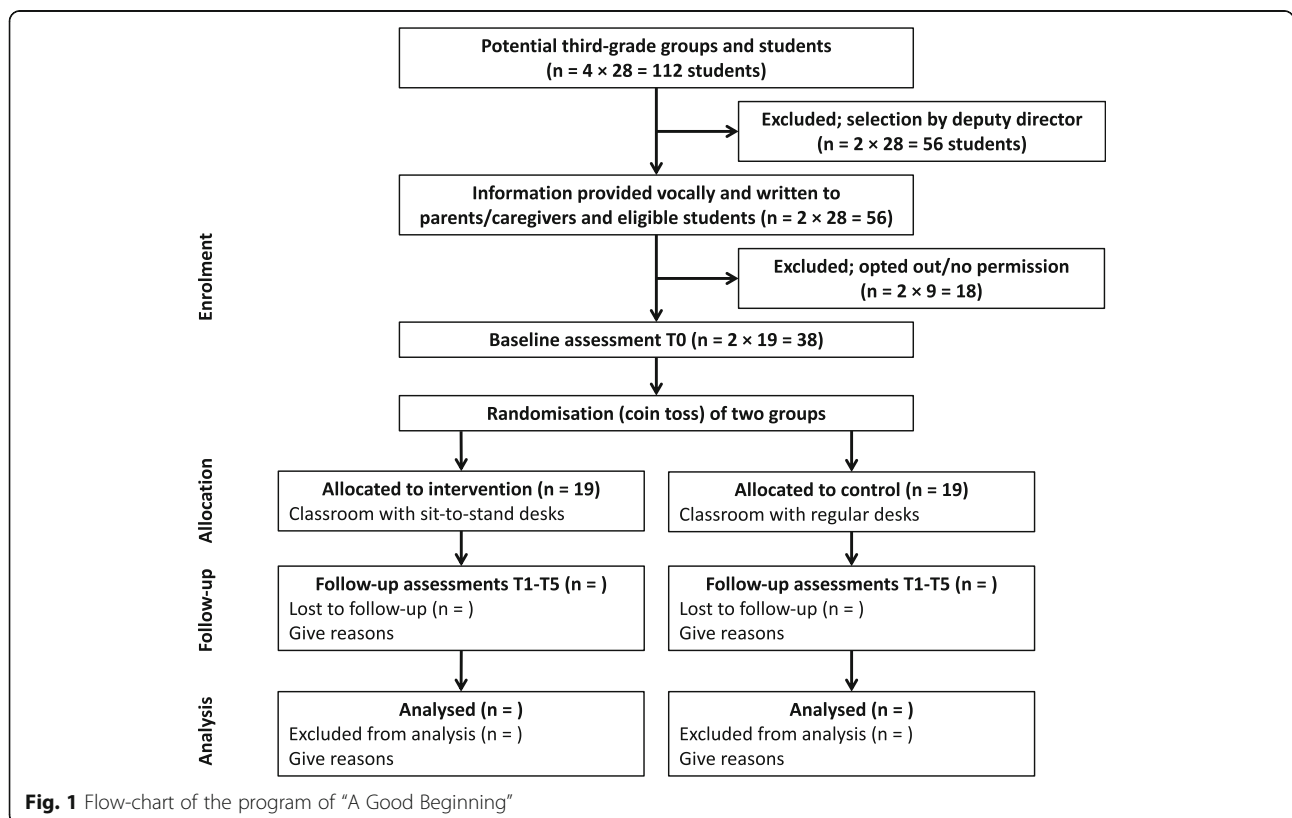 Potential third-grade groups and students
(n = 4 × 28 = 112 students)
Excluded; selection by deputy director
(n = 2 × 28 = 56 students)
Information provided vocally and written to
parents/caregivers and eligible students (n = 2 × 28 = 56)
Enrolment
Excluded; opted out/no permission
(n = 2 × 9 = 18)
Baseline assessment T0 (n = 2 × 19 = 38)
Randomisation (coin toss) of two groups
Allocation
Allocated to intervention (n = 19)
Classroom with sit-to-stand desks
Allocated to control (n = 19)
Classroom with regular desks
Follow-up
Follow-up assessments T1-T5 (n = )
Lost to follow-up (n = )
Give reasons
Follow-up assessments T1-T5 (n = )
Lost to follow-up (n = )
Give reasons
Analysis
Analysed (n = )
Excluded from analysis (n = )
Give reasons
Analysed (n = )
Excluded from analysis (n = )
Give reasons
Fig. 1 Flow-chart of the program of “A Good Beginning”